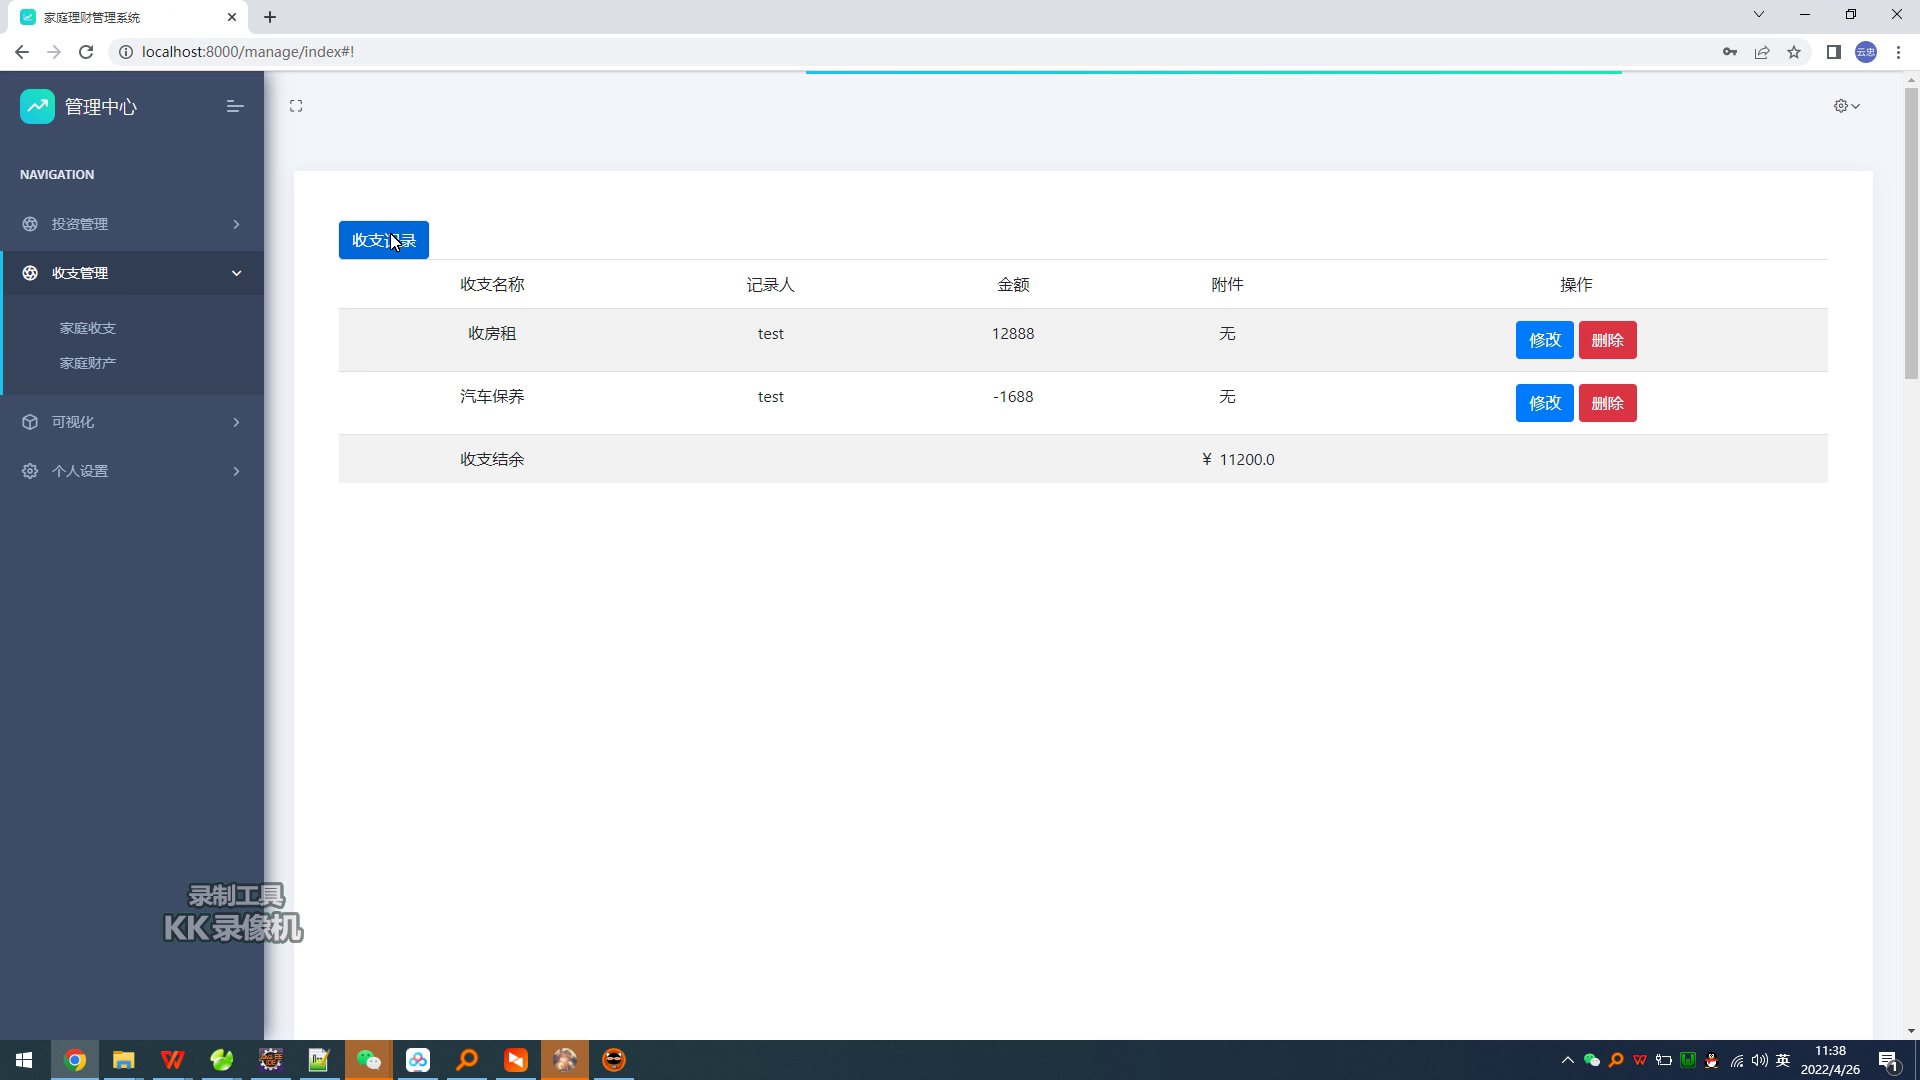 家庭理财管理系统
localhost:8000/manage/index#!
云忠
管理中心
NAVIGATION
投资管理
收支管理
家庭收支
家庭财产
可视化
个人设置
收支记录
收支名称 记录人 金额 附件 操作
收房租 test 12888 无 修改 删除
汽车保养 test -1688 无 修改 删除
收支结余 ￥ 11200.0
录制工具
KK录像机
英
11:38
2022/4/26
1